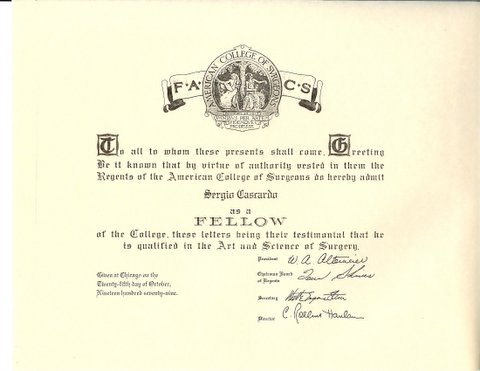 AMERICAN COLLEGE OF SURGEONS
F·A
C·S
To all to whom these presents shall come, Greeting
Be it known that by virtue of authority vested in them the
Regents of the American College of Surgeons do hereby admit
Sergio Cascardo
as a
FELLOW
of the College, these letters being their testimonial that he
is qualified in the Art and Science of Surgery.
President W. A. Altemeier
Chairman Board
of Regents
Given at Chicago on the
Twenty-fifth day of October,
Nineteen hundred seventy-nine.
Secretary
Director C. Rollins Hanlon